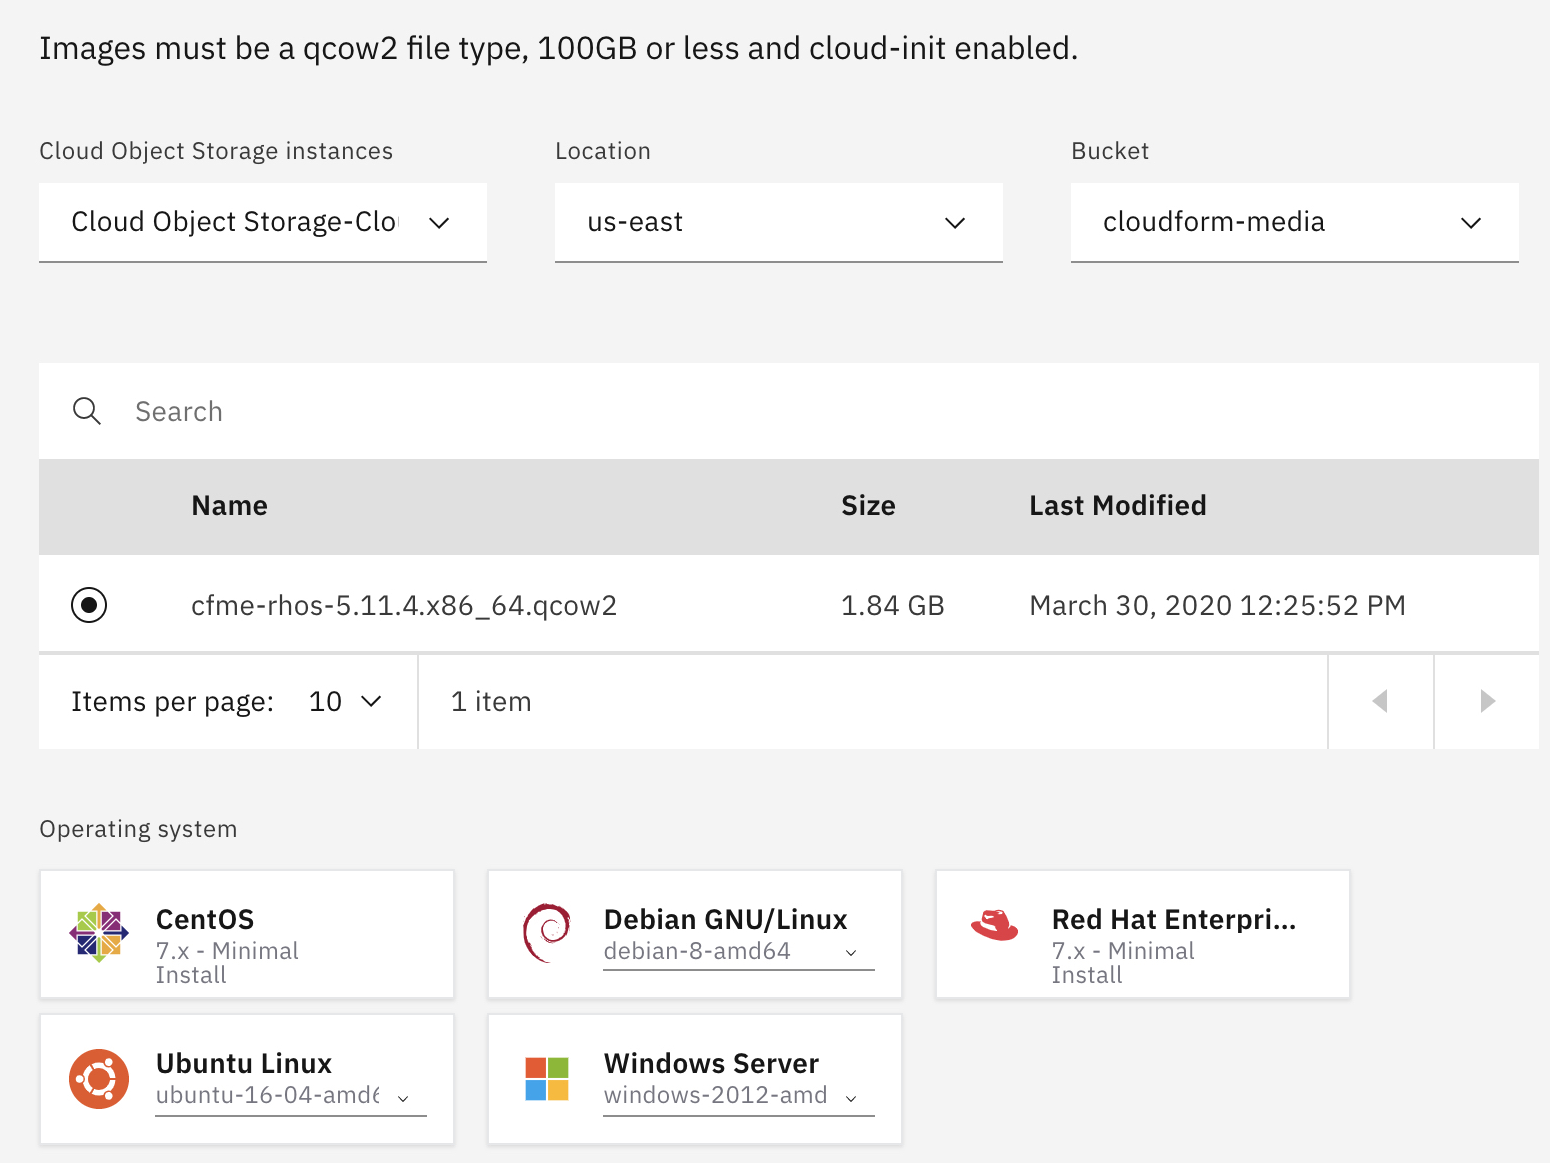 Images must be a qcow2 file type, 100GB or less and cloud-init enabled.
Cloud Object Storage instances
Location
Bucket
Cloud Object Storage-Clo
us-east
cloudform-media
Search
Name
Size
Last Modified
cfme-rhos-5.11.4.x86_64.qcow2
1.84 GB
March 30, 2020 12:25:52 PM
Items per page:
10
1 item
Operating system
CentOS
7.x - Minimal
Install
Debian GNU/Linux
debian-8-amd64
Red Hat Enterpri...
7.x - Minimal
Install
Ubuntu Linux
ubuntu-16-04-amd6
Windows Server
windows-2012-amd